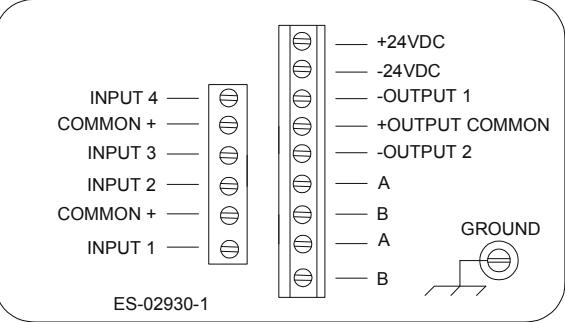 INPUT 4
COMMON +
INPUT 3
INPUT 2
COMMON +
INPUT 1
+24VDC
-24VDC
-OUTPUT 1
+OUTPUT COMMON
-OUTPUT 2
A
B
A
B
GROUND
ES-02930-1